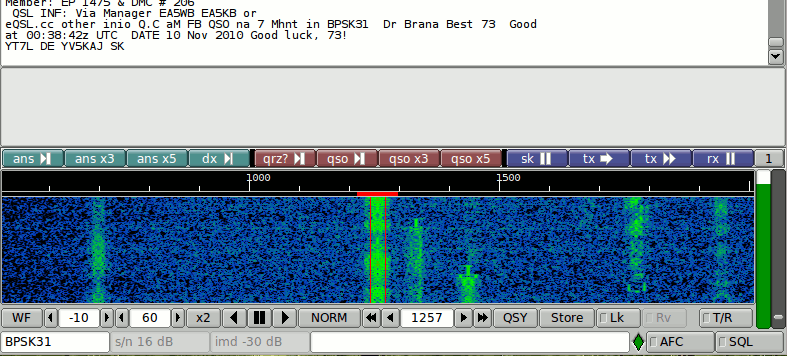 Member: EP 1475 & DMC # 206
QSL INF: Via Manager EA5WB EA5KB or
eQSL.cc other inio Q.C aM FB QSO na 7 Mhnt in BPSK31  Dr Brana Best 73  Good
at 00:38:42z UTC  DATE 10 Nov 2010 Good luck, 73!
YT7L DE YV5KAJ SK
ans ans x3 ans x5 dx qrz? qso qso x3 qso x5 sk tx tx rx 1
1000 1500
WF -10 60 x2 NORM 1257 QSY Store Lk Rv T/R
BPSK31 s/n 16 dB imd -30 dB AFC SQL